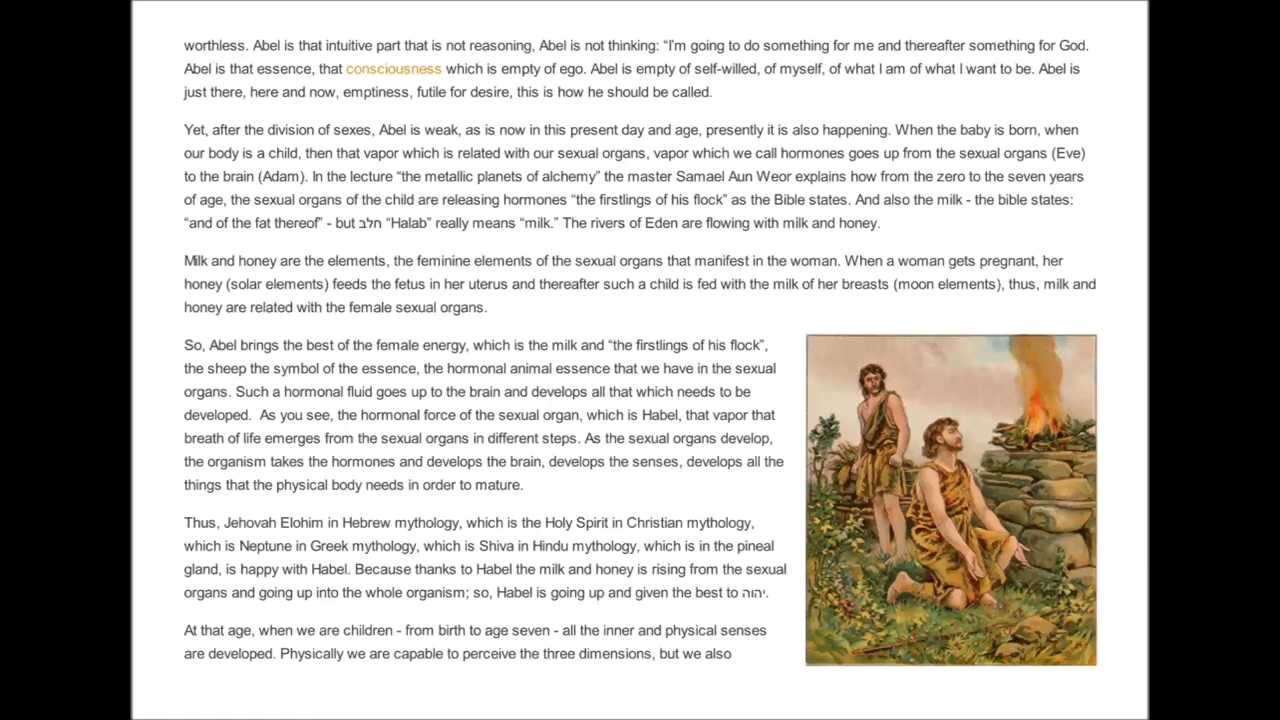 worthless. Abel is that intuitive part that is not reasoning, Abel is not thinking: “I’m going to do something for me and thereafter something for God.
Abel is that essence, that consciousness which is empty of ego. Abel is empty of self-willed, of myself, of what I am of what I want to be. Abel is
just there, here and now, emptiness, futile for desire, this is how he should be called.
Yet, after the division of sexes, Abel is weak, as is now in this present day and age, presently it is also happening. When the baby is born, when
our body is a child, then that vapor which is related with our sexual organs, vapor which we call hormones goes up from the sexual organs (Eve)
to the brain (Adam). In the lecture “the metallic planets of alchemy” the master Samael Aun Weor explains how from the zero to the seven years
of age, the sexual organs of the child are releasing hormones “the firstlings of his flock” as the Bible states. And also the milk - the bible states:
“and of the fat thereof” - but חלב “Halab” really means “milk.” The rivers of Eden are flowing with milk and honey.
Milk and honey are the elements, the feminine elements of the sexual organs that manifest in the woman. When a woman gets pregnant, her
honey (solar elements) feeds the fetus in her uterus and thereafter such a child is fed with the milk of her breasts (moon elements), thus, milk and
honey are related with the female sexual organs.
So, Abel brings the best of the female energy, which is the milk and “the firstlings of his flock”,
the sheep the symbol of the essence, the hormonal animal essence that we have in the sexual
organs. Such a hormonal fluid goes up to the brain and develops all that which needs to be
developed. As you see, the hormonal force of the sexual organ, which is Habel, that vapor that
breath of life emerges from the sexual organs in different steps. As the sexual organs develop,
the organism takes the hormones and develops the brain, develops the senses, develops all the
things that the physical body needs in order to mature.
Thus, Jehovah Elohim in Hebrew mythology, which is the Holy Spirit in Christian mythology,
which is Neptune in Greek mythology, which is Shiva in Hindu mythology, which is in the pineal
gland, is happy with Habel. Because thanks to Habel the milk and honey is rising from the sexual
organs and going up into the whole organism; so, Habel is going up and given the best to יהוה.
At that age, when we are children - from birth to age seven - all the inner and physical senses
are developed. Physically we are capable to perceive the three dimensions, but we also